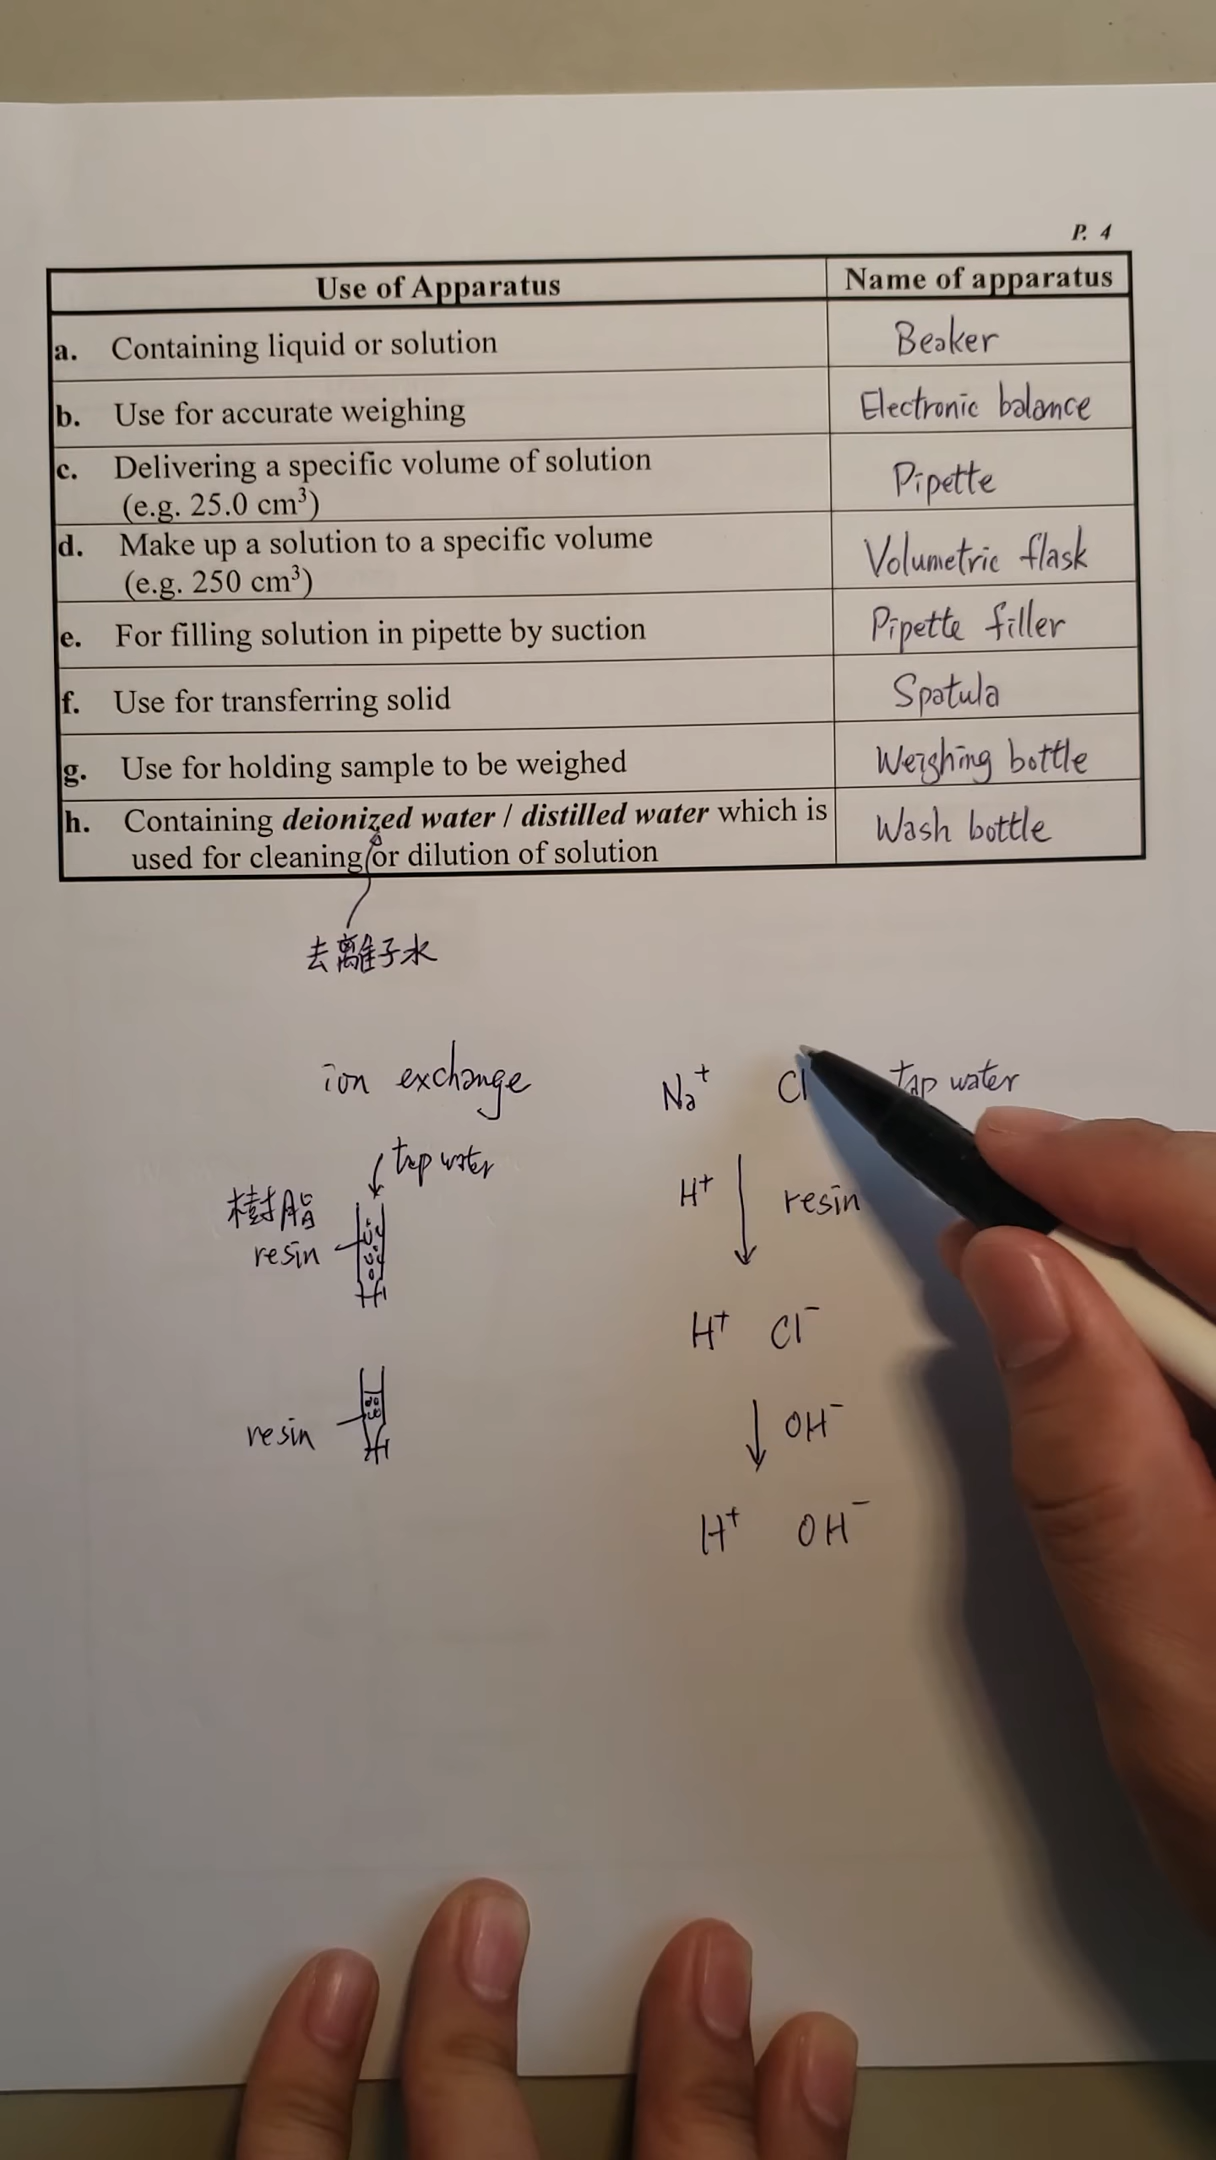 P. 4
Use of Apparatus Name of apparatus
a. Containing liquid or solution Beaker
b. Use for accurate weighing Electronic balance
c. Delivering a specific volume of solution
(e.g. 25.0 cm³) Pipette
d. Make up a solution to a specific volume
(e.g. 250 cm³) Volumetric flask
e. For filling solution in pipette by suction Pipette filler
f. Use for transferring solid Spatula
g. Use for holding sample to be weighed Weighing bottle
h. Containing deionized water / distilled water which is
used for cleaning or dilution of solution Wash bottle
去離子水
ion exchange
tap water
樹脂
resin
resin
Na⁺ Cl tap water
H⁺ resin
H⁺ Cl⁻
OH⁻
H⁺ OH⁻